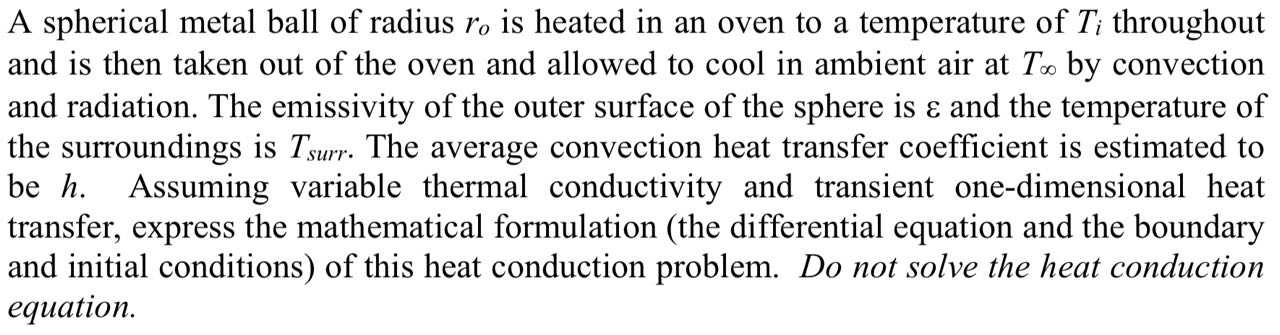 A spherical metal ball of radius rₒ is heated in an oven to a temperature of Tᵢ throughout
and is then taken out of the oven and allowed to cool in ambient air at T∞ by convection
and radiation. The emissivity of the outer surface of the sphere is ε and the temperature of
the surroundings is Tsurr. The average convection heat transfer coefficient is estimated to
be h. Assuming variable thermal conductivity and transient one-dimensional heat
transfer, express the mathematical formulation (the differential equation and the boundary
and initial conditions) of this heat conduction problem. Do not solve the heat conduction
equation.